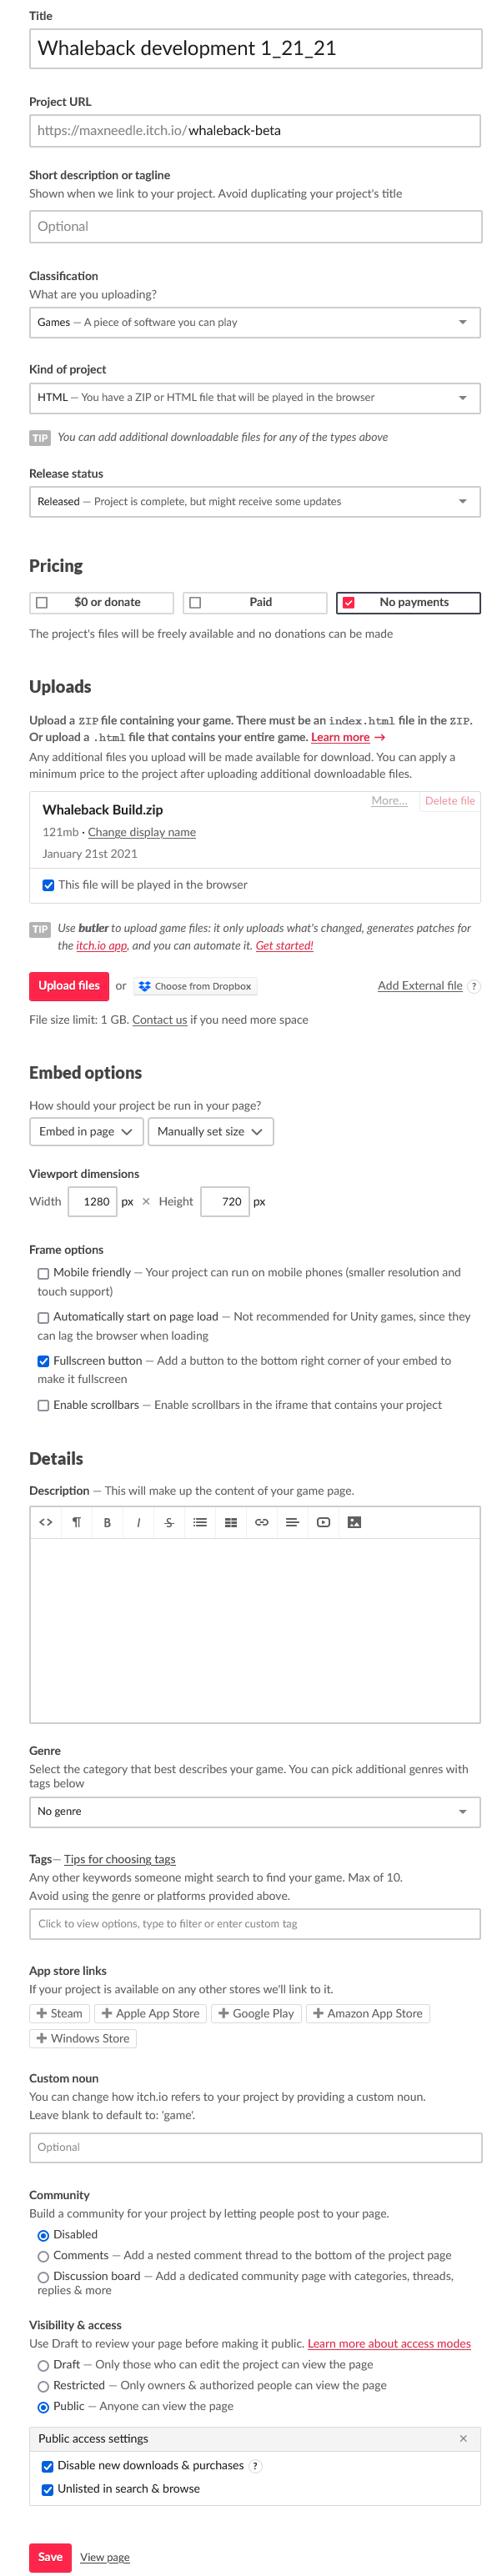 Title
Whaleback development 1_21_21
Project URL
https://maxneedle.itch.io/whaleback-beta
Short description or tagline
Shown when we link to your project. Avoid duplicating your project's title
Optional
Classification
What are you uploading?
Games — A piece of software you can play
Kind of project
HTML — You have a ZIP or HTML file that will be played in the browser
TIP You can add additional downloadable files for any of the types above
Release status
Released — Project is complete, but might receive some updates
Pricing
$0 or donate Paid No payments
The project's files will be freely available and no donations can be made
Uploads
Upload a ZIP file containing your game. There must be an index.html file in the ZIP.
Or upload a .html file that contains your entire game. Learn more →
Any additional files you upload will be made available for download. You can apply a
minimum price to the project after uploading additional downloadable files.
More... Delete file
Whaleback Build.zip
121mb · Change display name
January 21st 2021
This file will be played in the browser
TIP Use butler to upload game files: it only uploads what's changed, generates patches for
the itch.io app, and you can automate it. Get started!
Upload files or Choose from Dropbox Add External file ?
File size limit: 1 GB. Contact us if you need more space
Embed options
How should your project be run in your page?
Embed in page Manually set size
Viewport dimensions
Width 1280 px × Height 720 px
Frame options
Mobile friendly — Your project can run on mobile phones (smaller resolution and
touch support)
Automatically start on page load — Not recommended for Unity games, since they
can lag the browser when loading
Fullscreen button — Add a button to the bottom right corner of your embed to
make it fullscreen
Enable scrollbars — Enable scrollbars in the iframe that contains your project
Details
Description — This will make up the content of your game page.
<> ¶ B I S
Genre
Select the category that best describes your game. You can pick additional genres with
tags below
No genre
Tags— Tips for choosing tags
Any other keywords someone might search to find your game. Max of 10.
Avoid using the genre or platforms provided above.
Click to view options, type to filter or enter custom tag
App store links
If your project is available on any other stores we'll link to it.
+ Steam + Apple App Store + Google Play + Amazon App Store
+ Windows Store
Custom noun
You can change how itch.io refers to your project by providing a custom noun.
Leave blank to default to: 'game'.
Optional
Community
Build a community for your project by letting people post to your page.
Disabled
Comments — Add a nested comment thread to the bottom of the project page
Discussion board — Add a dedicated community page with categories, threads,
replies & more
Visibility & access
Use Draft to review your page before making it public. Learn more about access modes
Draft — Only those who can edit the project can view the page
Restricted — Only owners & authorized people can view the page
Public — Anyone can view the page
Public access settings ×
Disable new downloads & purchases ?
Unlisted in search & browse
Save View page